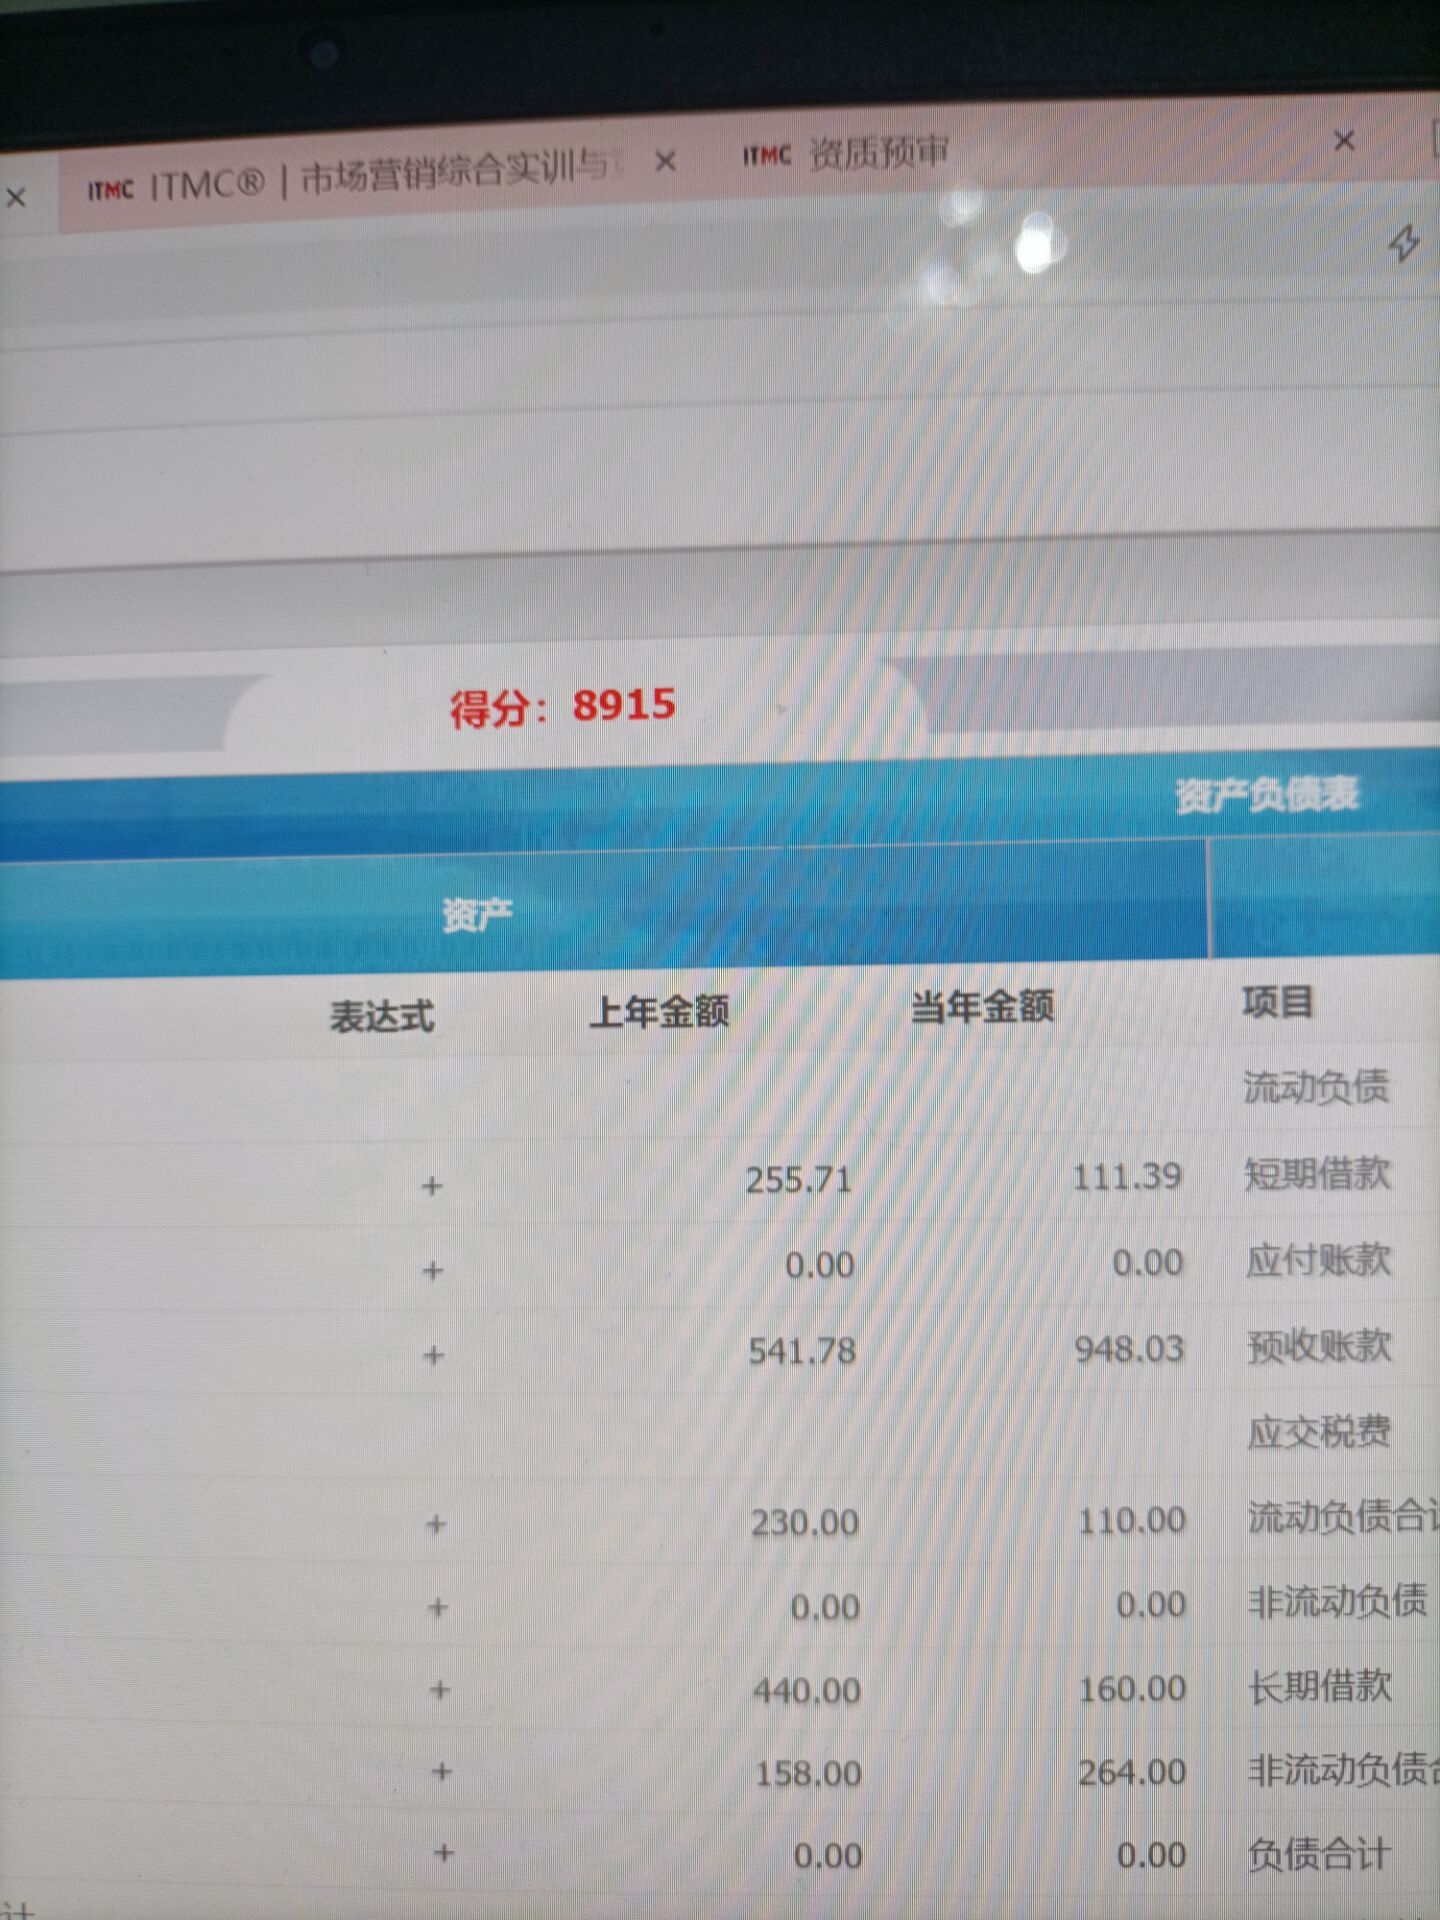 ITMC ITMC® | 市场营销综合实训与
ITMC 资质预审
得分：8915
资产负债表
资产
表达式 上年金额 当年金额 项目
流动负债
+ 255.71 111.39 短期借款
+ 0.00 0.00 应付账款
+ 541.78 948.03 预收账款
应交税费
+ 230.00 110.00 流动负债合
+ 0.00 0.00 非流动负债
+ 440.00 160.00 长期借款
+ 158.00 264.00 非流动负债
+ 0.00 0.00 负债合计
计